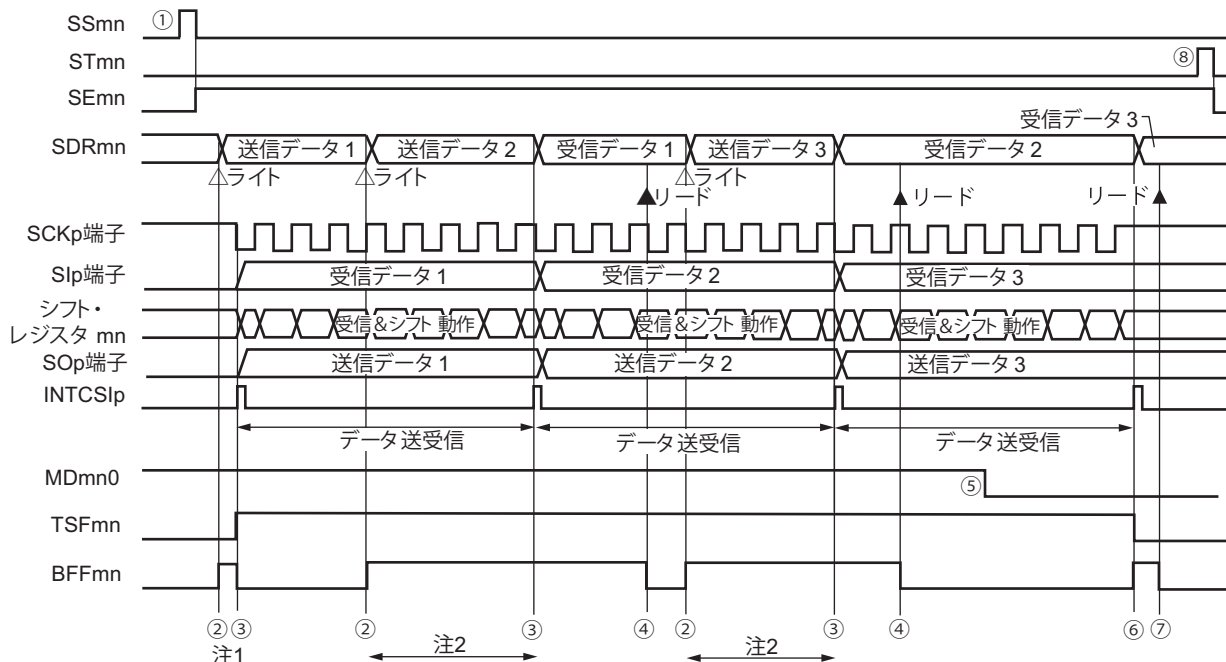 SSmn ①
STmn ⑧
SEmn
受信データ 3
SDRmn 送信データ 1 送信データ 2 受信データ 1 送信データ 3 受信データ 2
△ライト △ライト ▲リード △ライト ▲リード リード▲
SCKp端子
SIp端子 受信データ 1 受信データ 2 受信データ 3
シフト・
レジスタ mn 受信&シフト 動作 受信&シフト 動作 受信&シフト 動作
SOp端子 送信データ 1 送信データ 2 送信データ 3
INTCSIp
データ 送受信 データ 送受信 データ 送受信
MDmn0 ⑤
TSFmn
BFFmn
② ③ ② ③ ④ ② ③ ④ ⑥ ⑦
注1 注2 注2